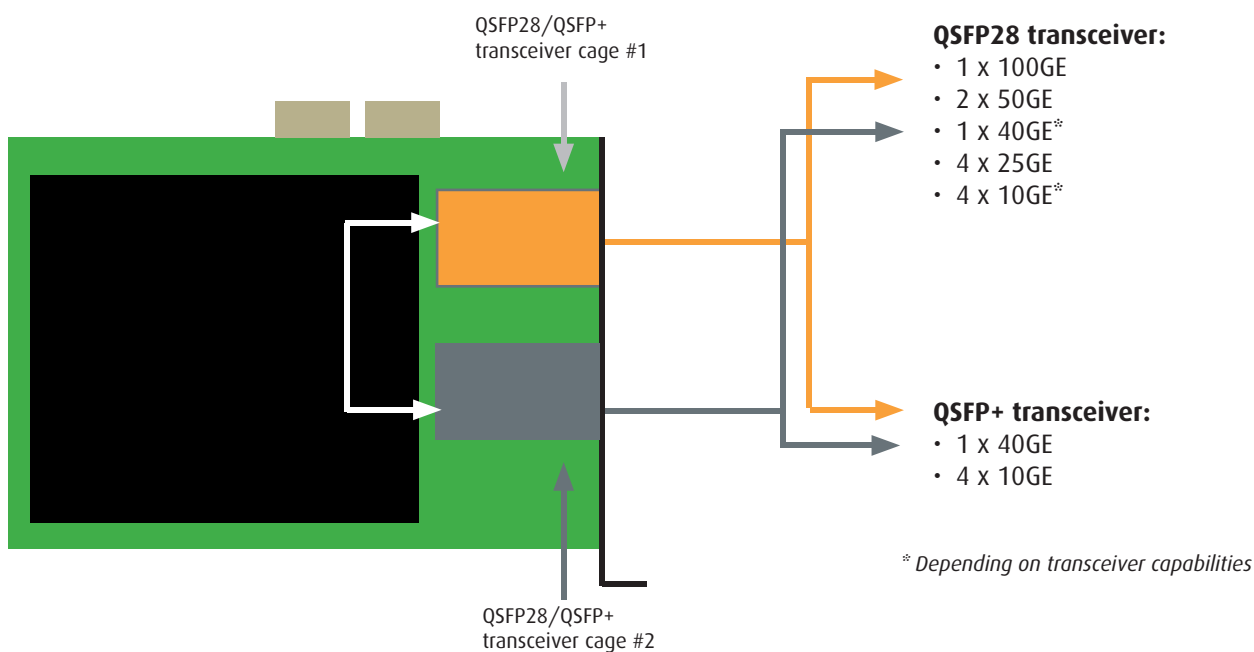 QSFP28/QSFP+
transceiver cage #1
QSFP28 transceiver:
· 1 x 100GE
· 2 x 50GE
· 1 x 40GE*
· 4 x 25GE
· 4 x 10GE*
QSFP+ transceiver:
· 1 x 40GE
· 4 x 10GE
* Depending on transceiver capabilities
QSFP28/QSFP+
transceiver cage #2